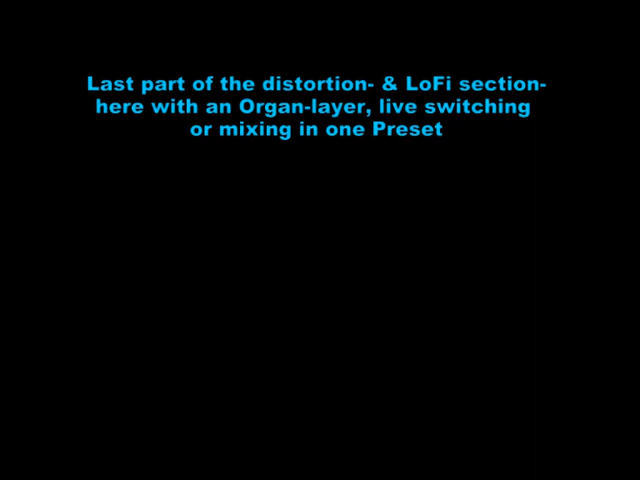 Last part of the distortion- & LoFi section-
here with an Organ-layer, live switching
or mixing in one Preset